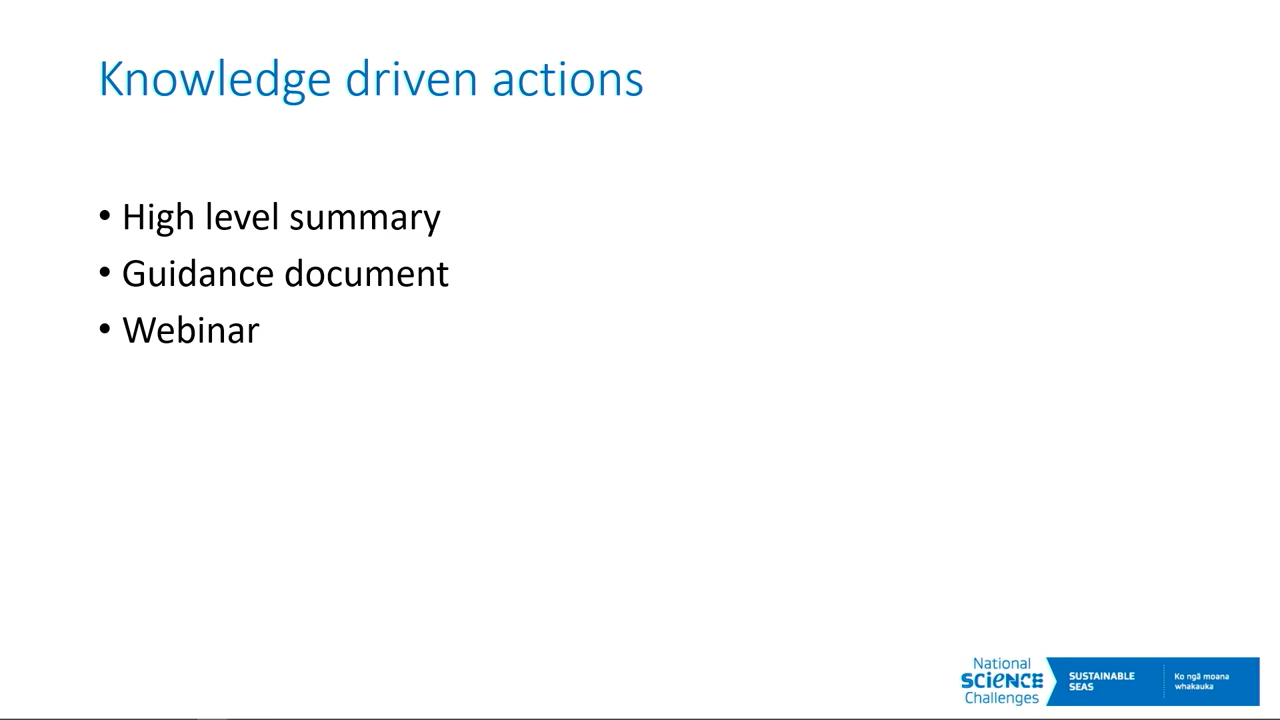 Knowledge driven actions
• High level summary
• Guidance document
• Webinar
National
SCIENCE
Challenges
SUSTAINABLE
SEAS
Ko ngā moana
whakauka